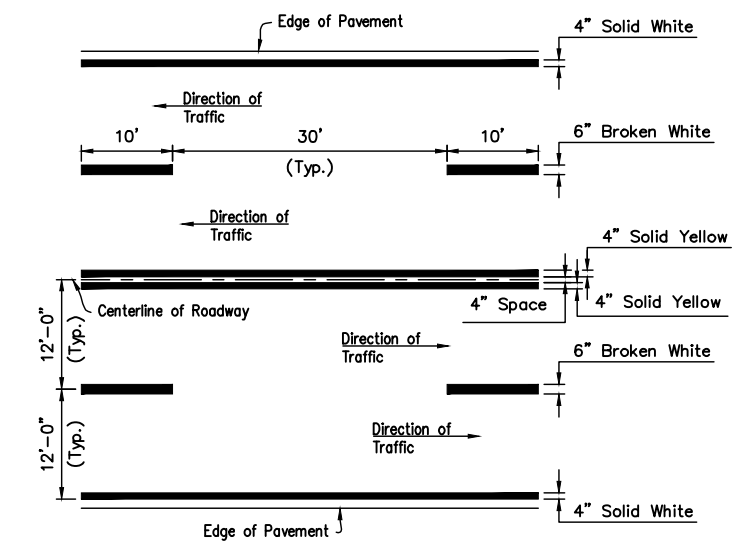 Edge of Pavement
4" Solid White
Direction of
Traffic
10'
30'
10'
6" Broken White
(Typ.)
Direction of
Traffic
4" Solid Yellow
4" Space
4" Solid Yellow
Centerline of Roadway
12'-0"
(Typ.)
Direction of
Traffic
6" Broken White
12'-0"
(Typ.)
Direction of
Traffic
4" Solid White
Edge of Pavement